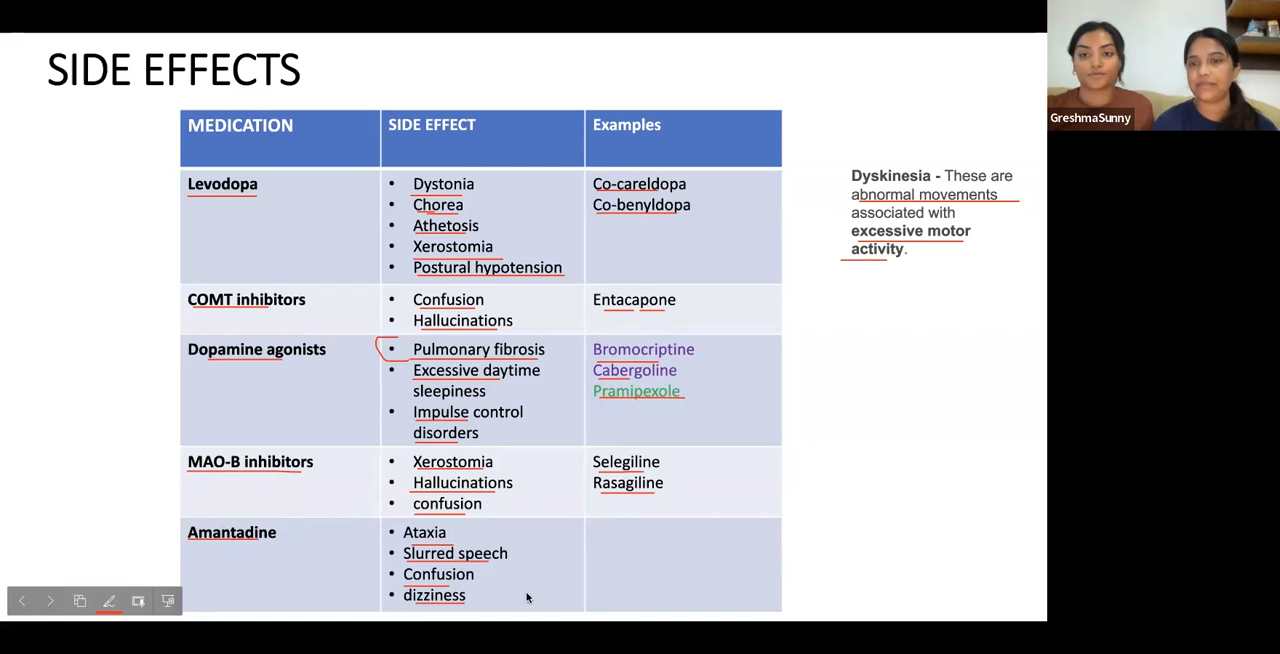 SIDE EFFECTS
MEDICATION
SIDE EFFECT
Examples
Levodopa
• Dystonia
• Chorea
• Athetosis
• Xerostomia
• Postural hypotension
Co-careldopa
Co-benyldopa
COMT inhibitors
• Confusion
• Hallucinations
Entacapone
Dopamine agonists
• Pulmonary fibrosis
• Excessive daytime
sleepiness
• Impulse control
disorders
Bromocriptine
Cabergoline
Pramipexole
MAO-B inhibitors
• Xerostomia
• Hallucinations
• confusion
Selegiline
Rasagiline
Amantadine
• Ataxia
• Slurred speech
• Confusion
• dizziness
Dyskinesia - These are
abnormal movements
associated with
excessive motor
activity.
GreshmaSunny